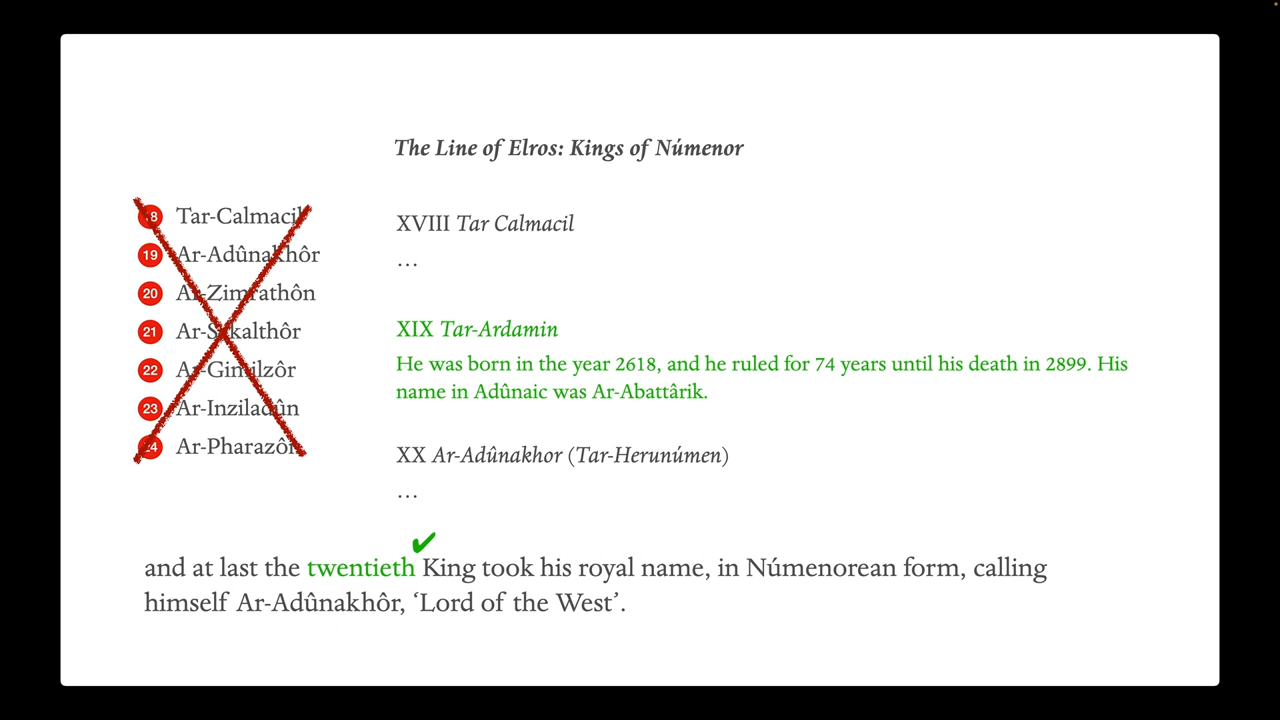 The Line of Elros: Kings of Númenor
18 Tar-Calmacil
19 Ar-Adûnakhôr
20 Ar-Zimrathôn
21 Ar-Sakalthôr
22 Ar-Gimilzôr
23 Ar-Inziladûn
24 Ar-Pharazôn
XVIII Tar Calmacil
…
XIX Tar-Ardamin
He was born in the year 2618, and he ruled for 74 years until his death in 2899. His
name in Adûnaic was Ar-Abattârik.
XX Ar-Adûnakhor (Tar-Herunúmen)
…
and at last the twentieth King took his royal name, in Númenorean form, calling
himself Ar-Adûnakhôr, ‘Lord of the West’.